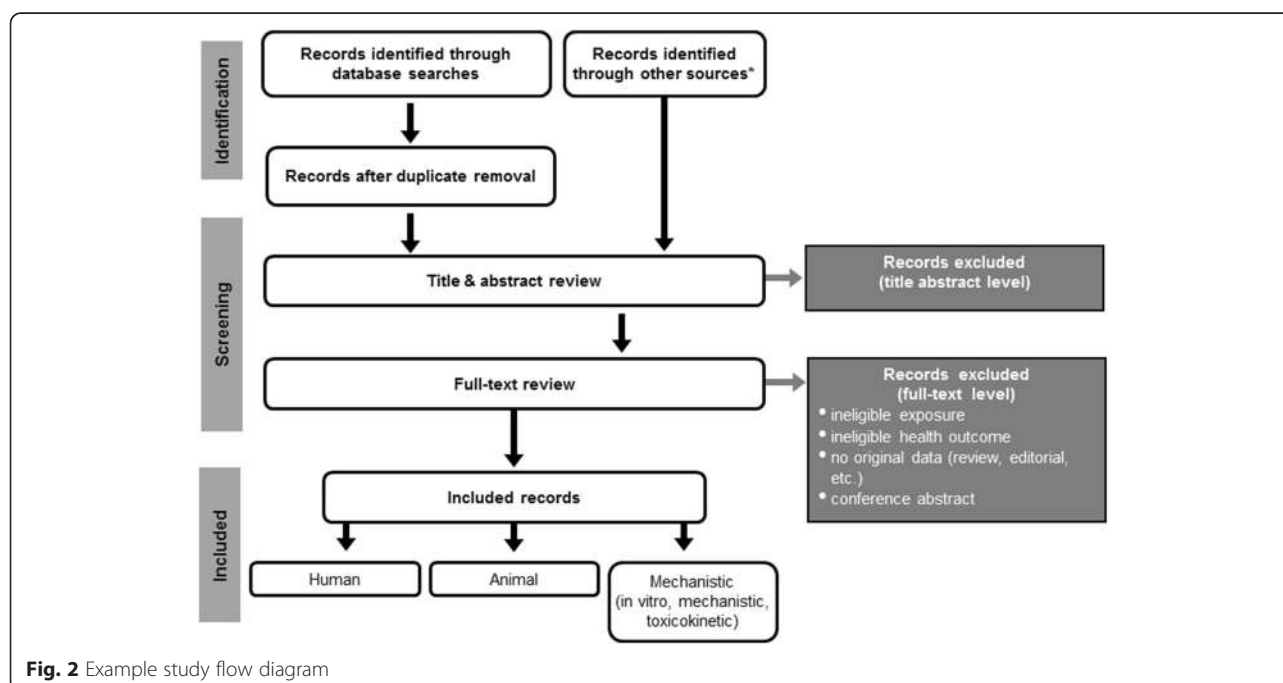 Identification
Records identified through
database searches
Records identified
through other sources*
Records after duplicate removal
Screening
Title & abstract review
Records excluded
(title abstract level)
Full-text review
Records excluded
(full-text level)
• ineligible exposure
• ineligible health outcome
• no original data (review, editorial,
etc.)
• conference abstract
Included
Included records
Human
Animal
Mechanistic
(in vitro, mechanistic,
toxicokinetic)
Fig. 2 Example study flow diagram